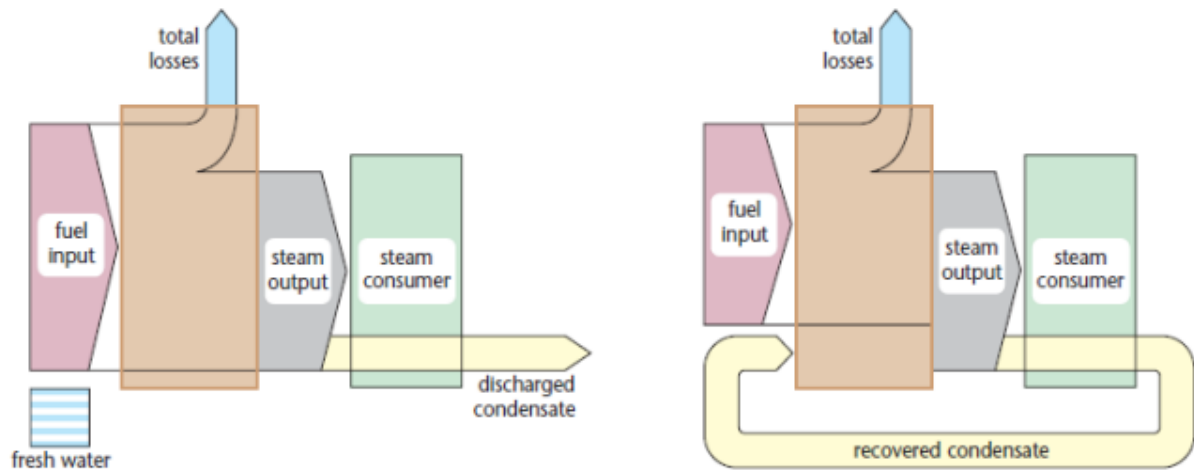 total
losses
fuel
input
steam
output
steam
consumer
discharged
condensate
fresh water
total
losses
fuel
input
steam
output
steam
consumer
recovered condensate